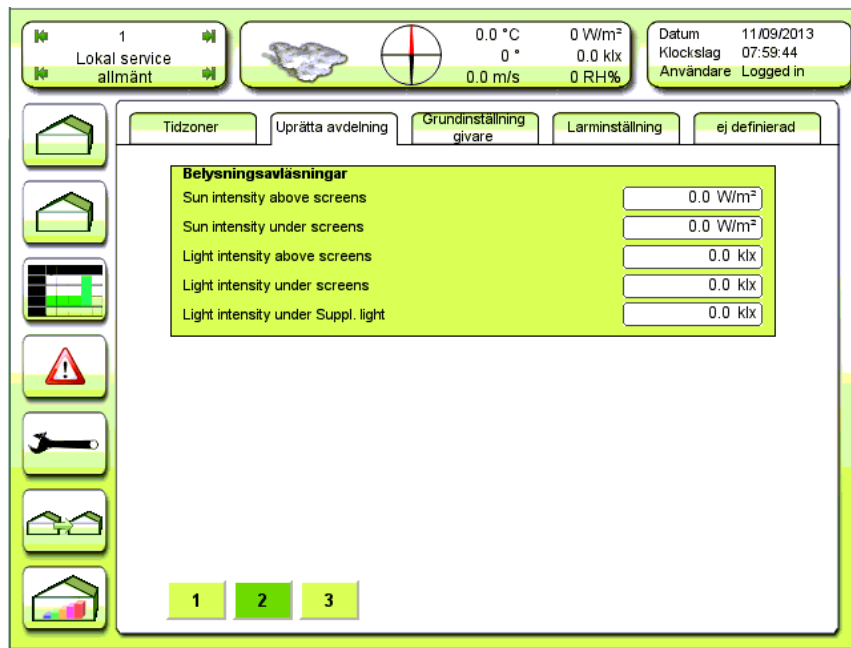 1
Lokal service
allmänt
0.0 °C 0 W/m²
0 ° 0.0 klx
0.0 m/s 0 RH%
Datum 11/09/2013
Klockslag 07:59:44
Användare Logged in
Tidzoner
Uprätta avdelning
Grundinställning
givare
Larminställning
ej definierad
Belysningsavläsningar
Sun intensity above screens 0.0 W/m²
Sun intensity under screens 0.0 W/m²
Light intensity above screens 0.0 klx
Light intensity under screens 0.0 klx
Light intensity under Suppl. light 0.0 klx
1 2 3